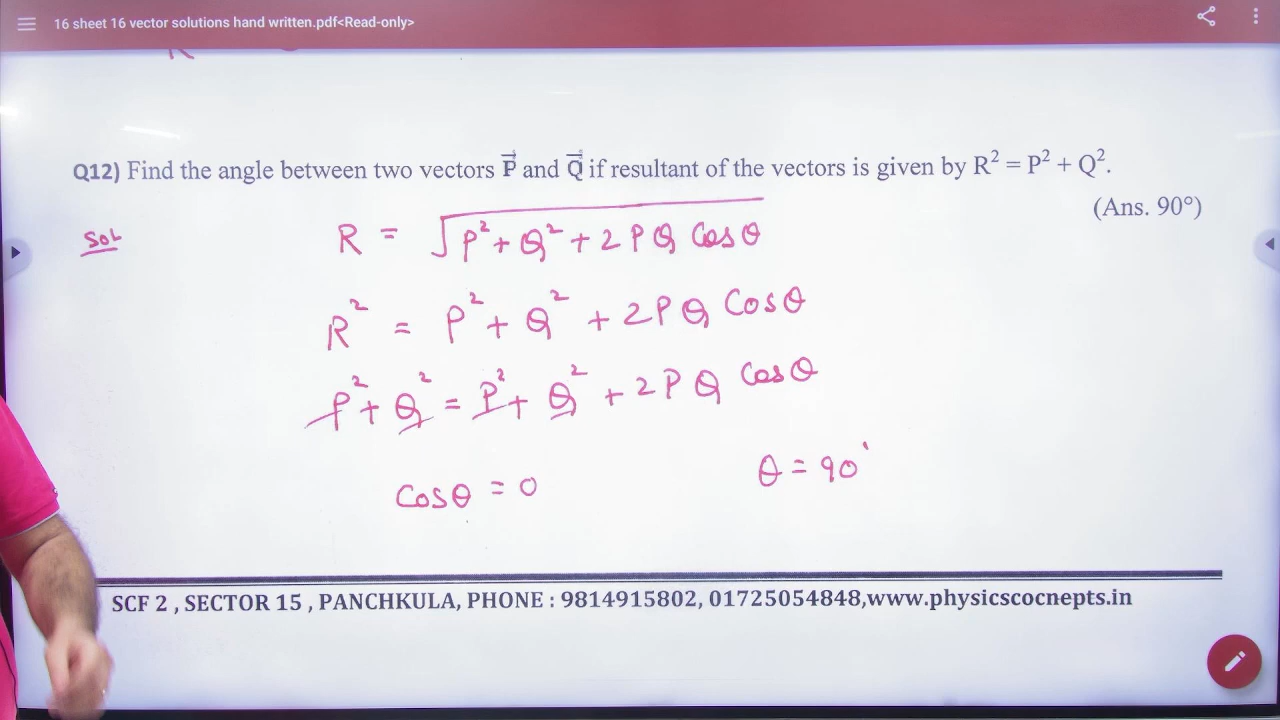 16 sheet 16 vector solutions hand written.pdf<Read-only>
R
Q12) Find the angle between two vectors P⃗ and Q⃗ if resultant of the vectors is given by R² = P² + Q².
(Ans. 90°)
Sol
R = √(P² + Q² + 2PQ Cosθ)
R² = P² + Q² + 2PQ Cosθ
P² + Q² = P² + Q² + 2PQ Cosθ
Cosθ = 0
θ = 90°
SCF 2 , SECTOR 15 , PANCHKULA, PHONE : 9814915802, 01725054848,www.physicscocnepts.in